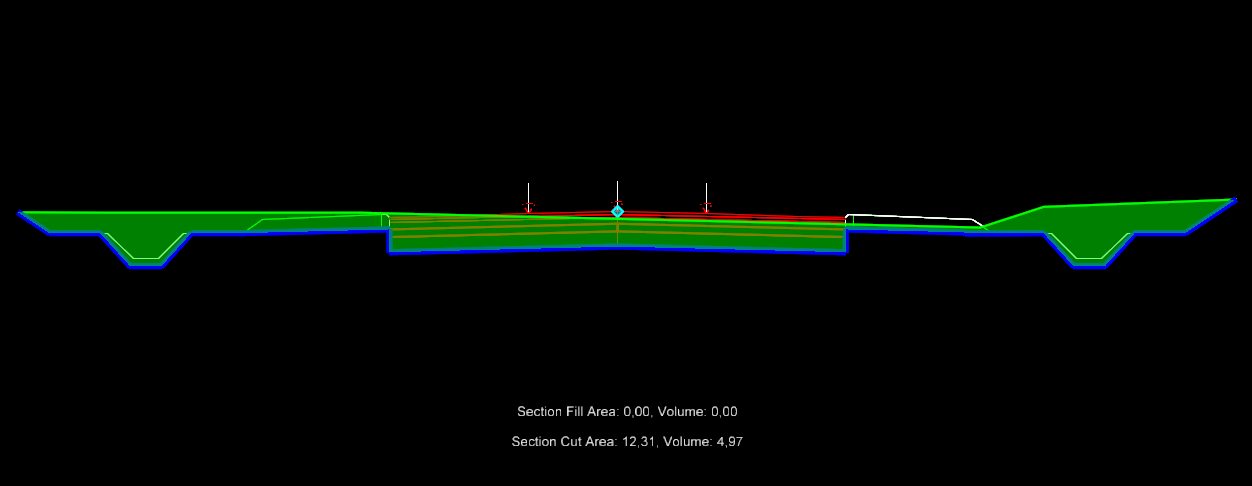 Section Fill Area: 0,00, Volume: 0,00
Section Cut Area: 12,31, Volume: 4,97